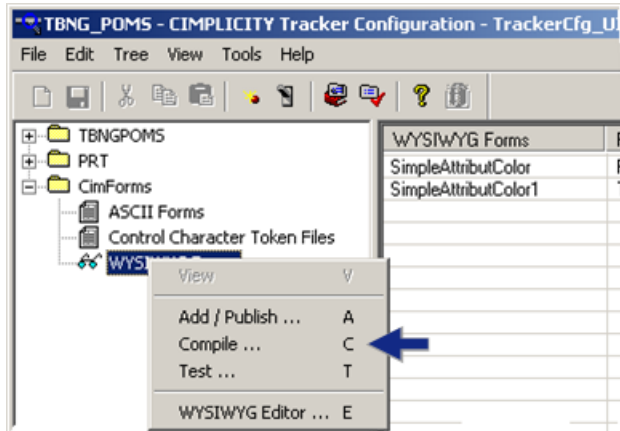 TBNG_POMS - CIMPLICITY Tracker Configuration - TrackerCfg_U
File Edit Tree View Tools Help
TBNGPOMS
PRT
CimForms
ASCII Forms
Control Character Token Files
WYSI
WYSIWYG Forms
SimpleAttributColor
SimpleAttributColor1
View V
Add / Publish ... A
Compile ... C
Test ... T
WYSIWYG Editor ... E